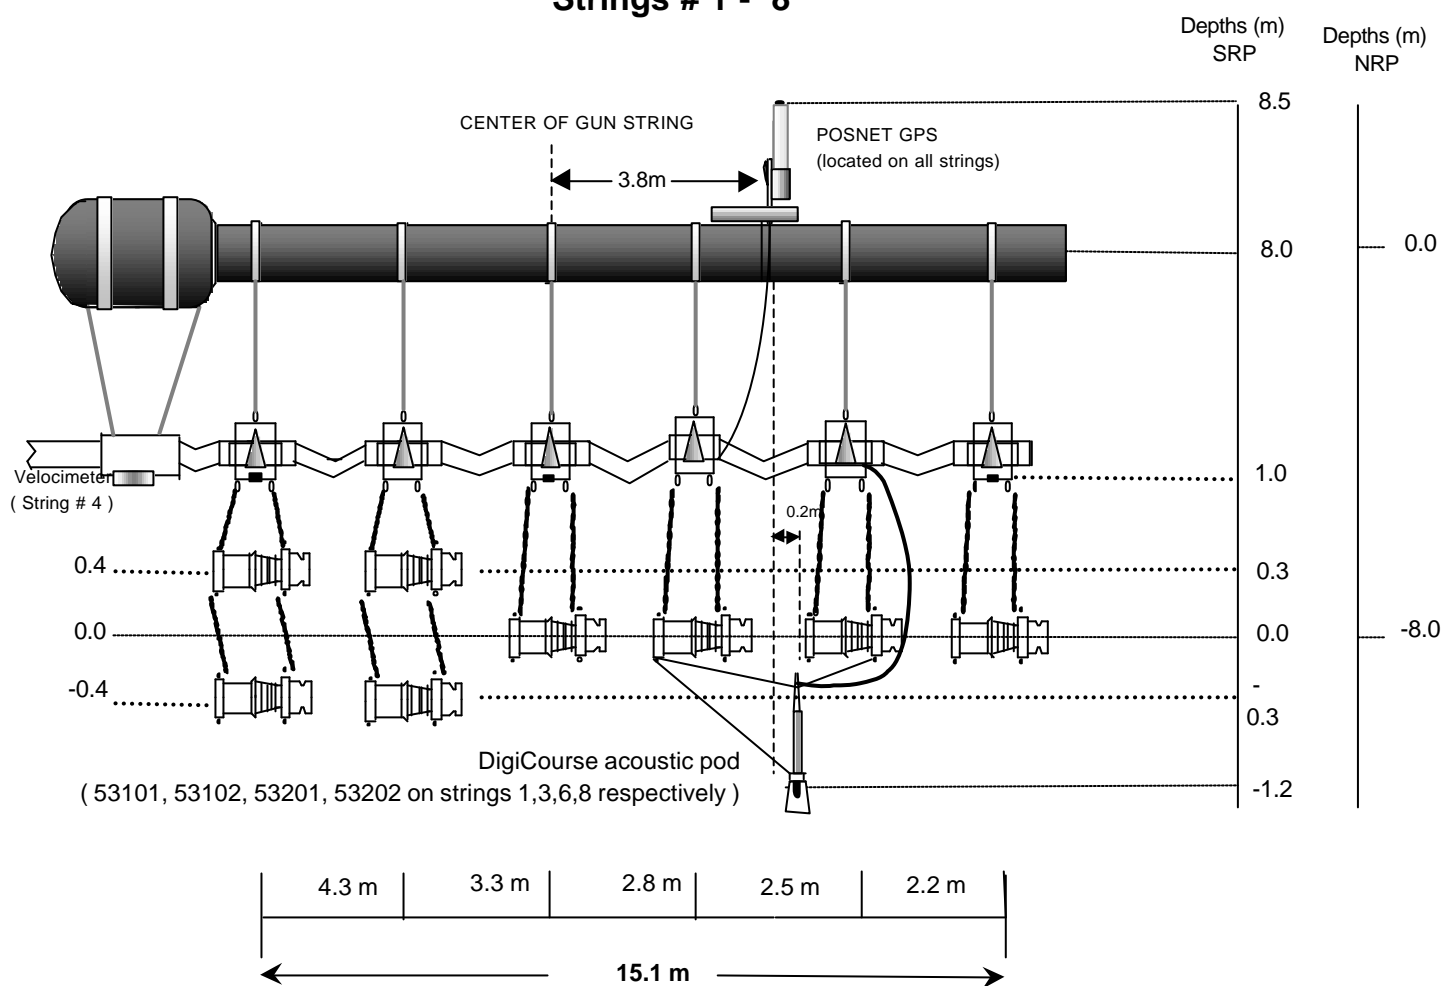 Strings # 1 - 8
Depths (m)
SRP
Depths (m)
NRP
8.5
CENTER OF GUN STRING
POSNET GPS
(located on all strings)
3.8m
8.0
0.0
Velocimeter
( String # 4 )
1.0
0.2m
0.4
0.3
0.0
0.0
-8.0
-0.4
-
0.3
DigiCourse acoustic pod
( 53101, 53102, 53201, 53202 on strings 1,3,6,8 respectively )
-1.2
4.3 m
3.3 m
2.8 m
2.5 m
2.2 m
15.1 m